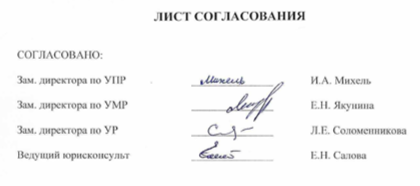 ЛИСТ СОГЛАСОВАНИЯ
СОГЛАСОВАНО:
Зам. директора по УПР Михель И.А. Михель
Зам. директора по УМР Е.Н. Якунина
Зам. директора по УР Л.Е. Соломенникова
Ведущий юрисконсульт Е.Н. Салова